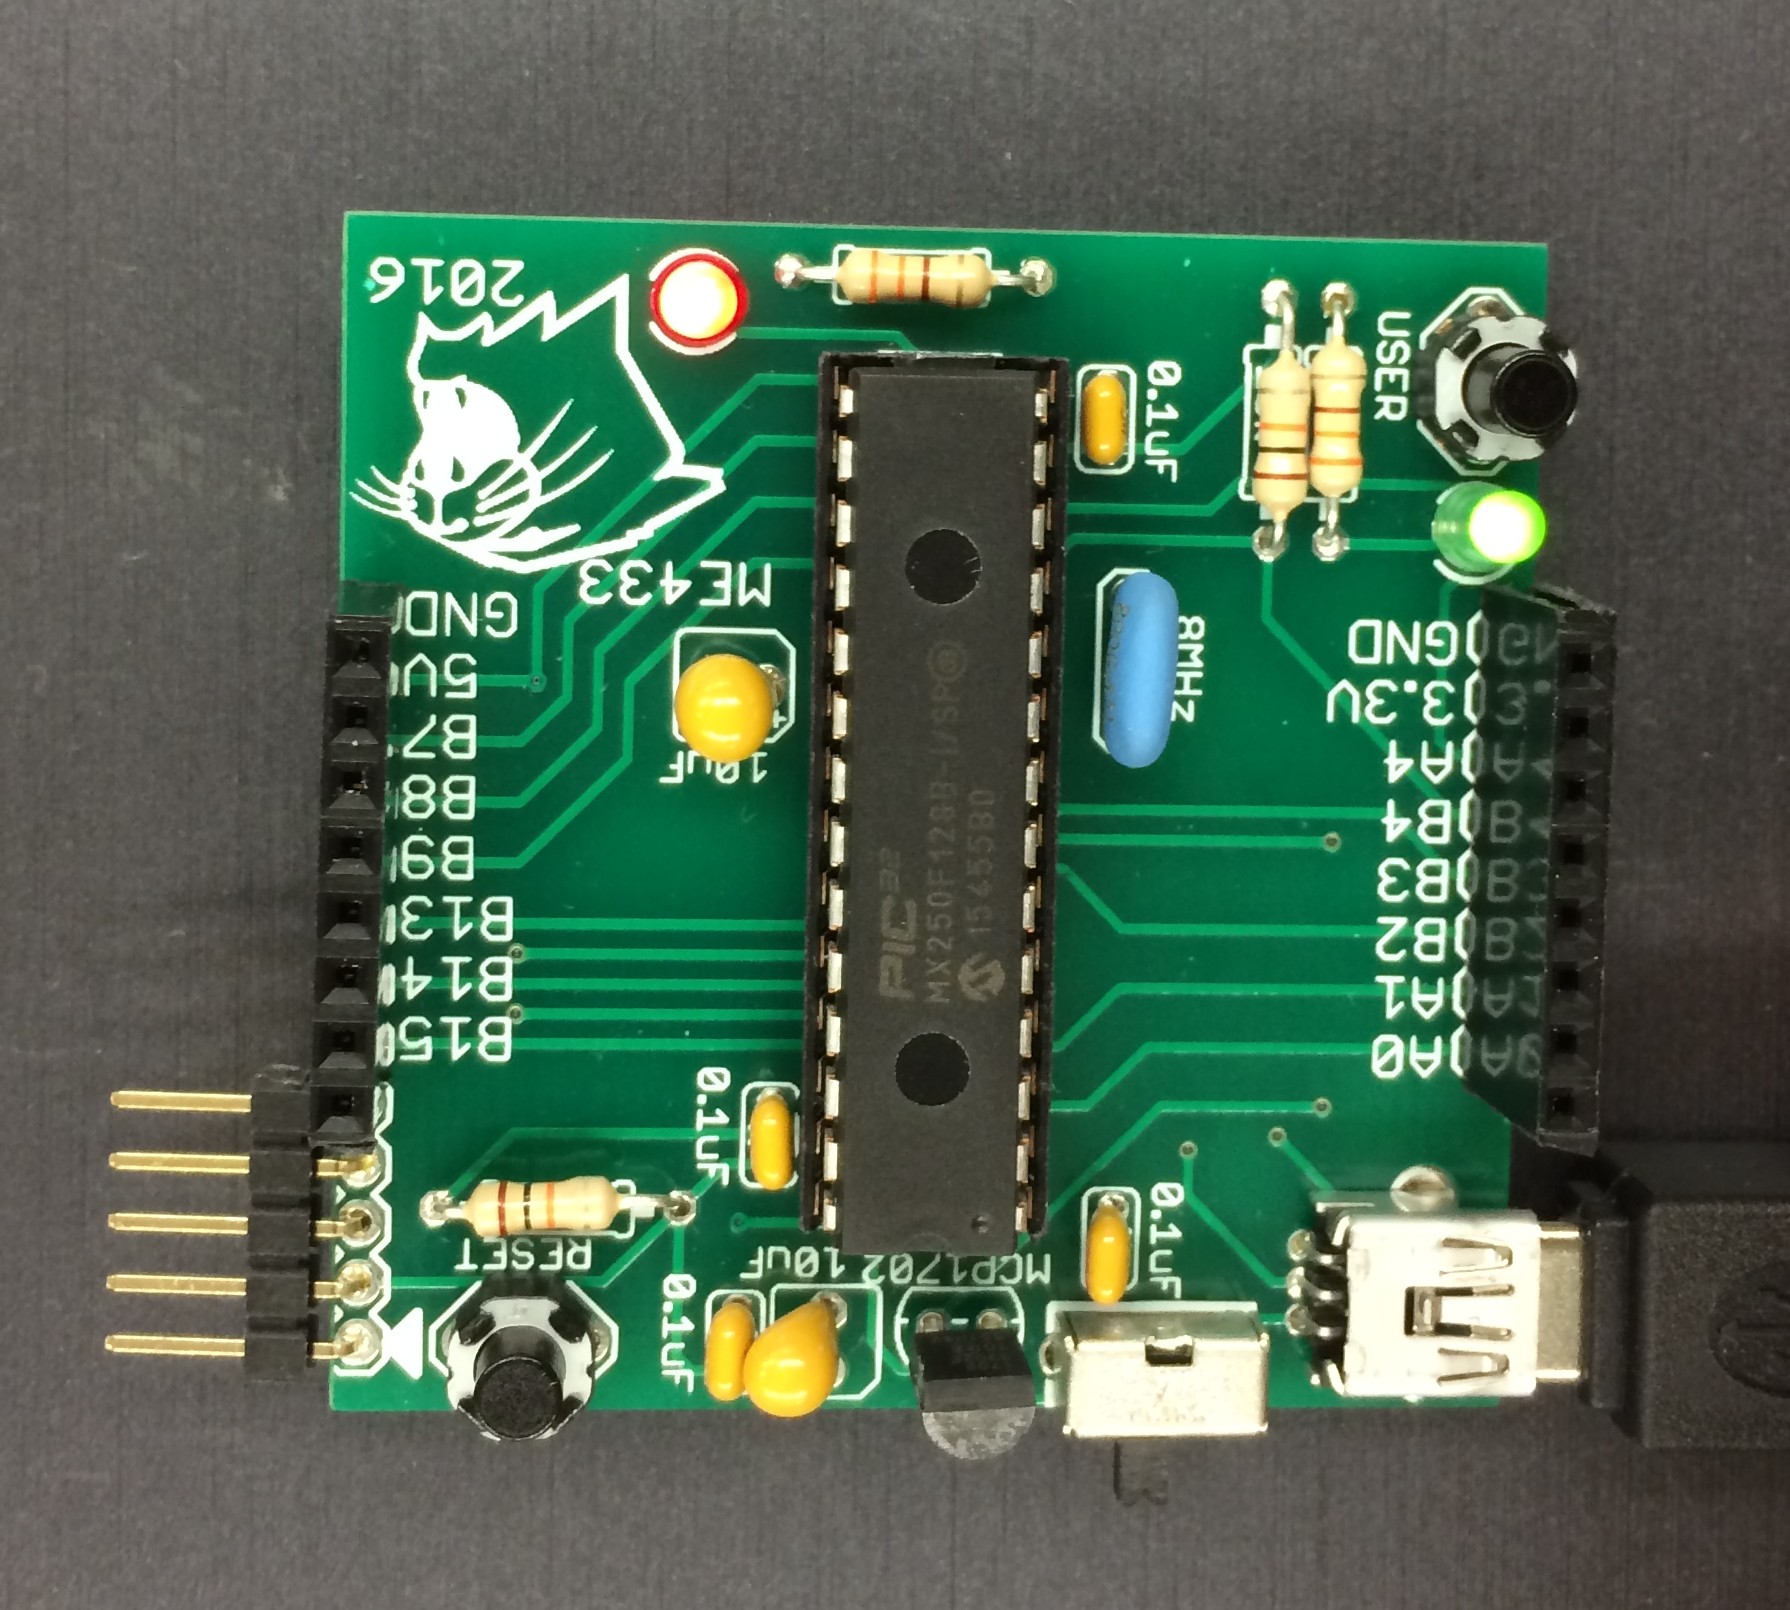 B15
B14
B13
B9
B8
B7
5V
GND
2016
RESET
ME433
0.1uF
0.1uF
10uF
10uF
MCP1702
PIC32
MX250F128B-I/SP
0.1uF
8MHz
0.1uF
A0
A1
B2
B3
B4
A4
3.3V
GND
USER